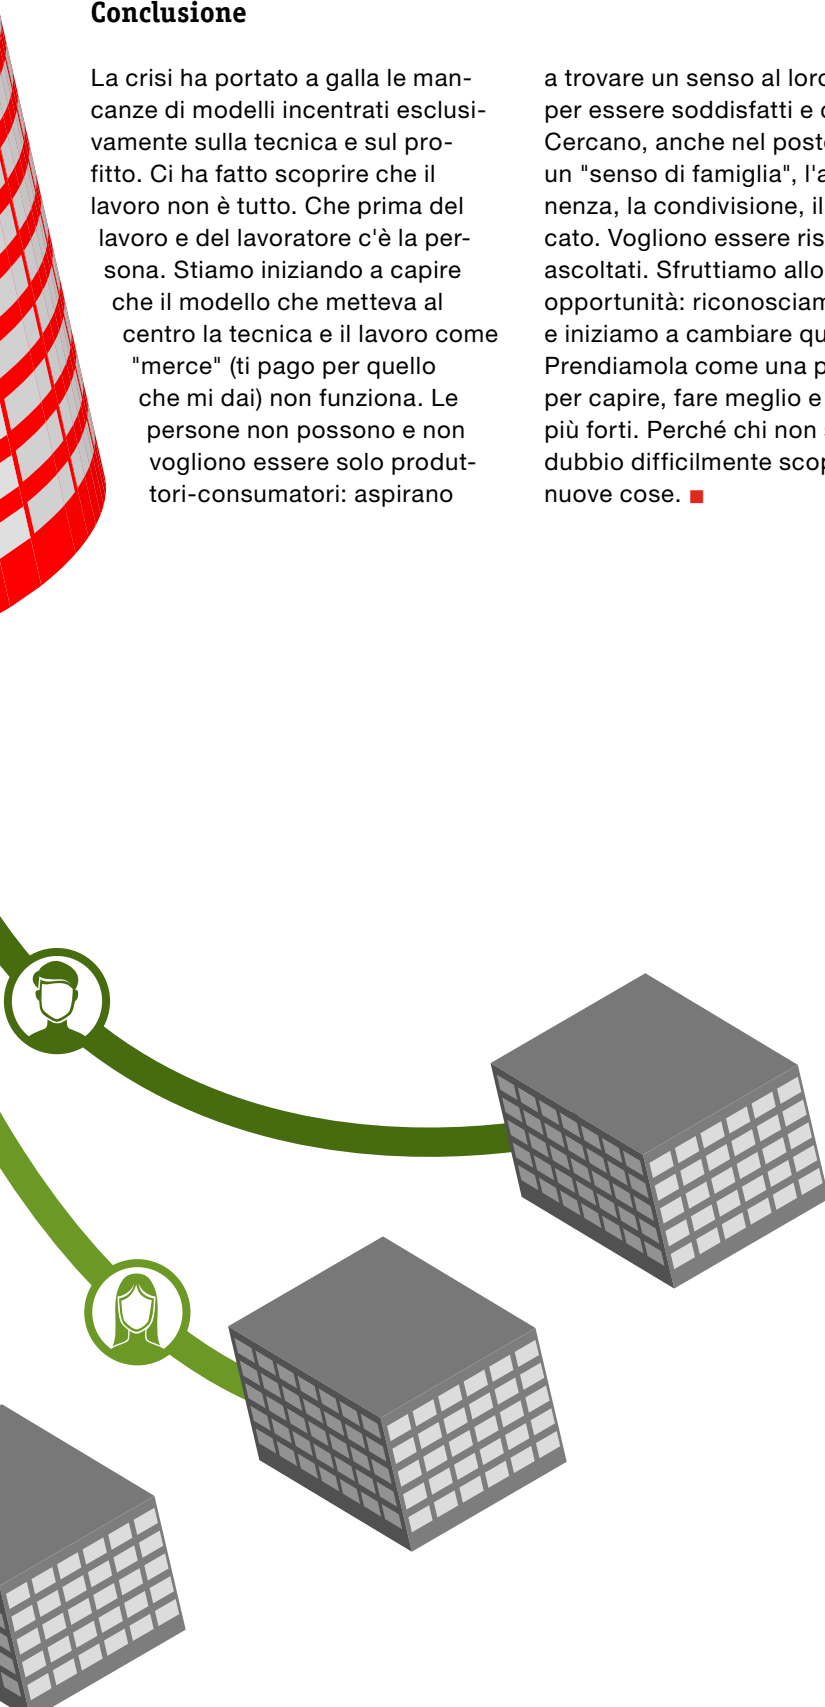 Conclusione
La crisi ha portato a galla le man-
canze di modelli incentrati esclusi-
vamente sulla tecnica e sul pro-
fitto. Ci ha fatto scoprire che il
lavoro non è tutto. Che prima del
lavoro e del lavoratore c'è la per-
sona. Stiamo iniziando a capire
che il modello che metteva al
centro la tecnica e il lavoro come
"merce" (ti pago per quello
che mi dai) non funziona. Le
persone non possono e non
vogliono essere solo produt-
tori-consumatori: aspirano
a trovare un senso al loro
per essere soddisfatti e
Cercano, anche nel
un "senso di famiglia",
nenza, la condivisione, il
cato. Vogliono essere
ascoltati. Sfruttiamo
opportunità:
e iniziamo a cambiare
Prendiamola come una
per capire, fare meglio e
più forti. Perché chi non
dubbio difficilmente
nuove cose.